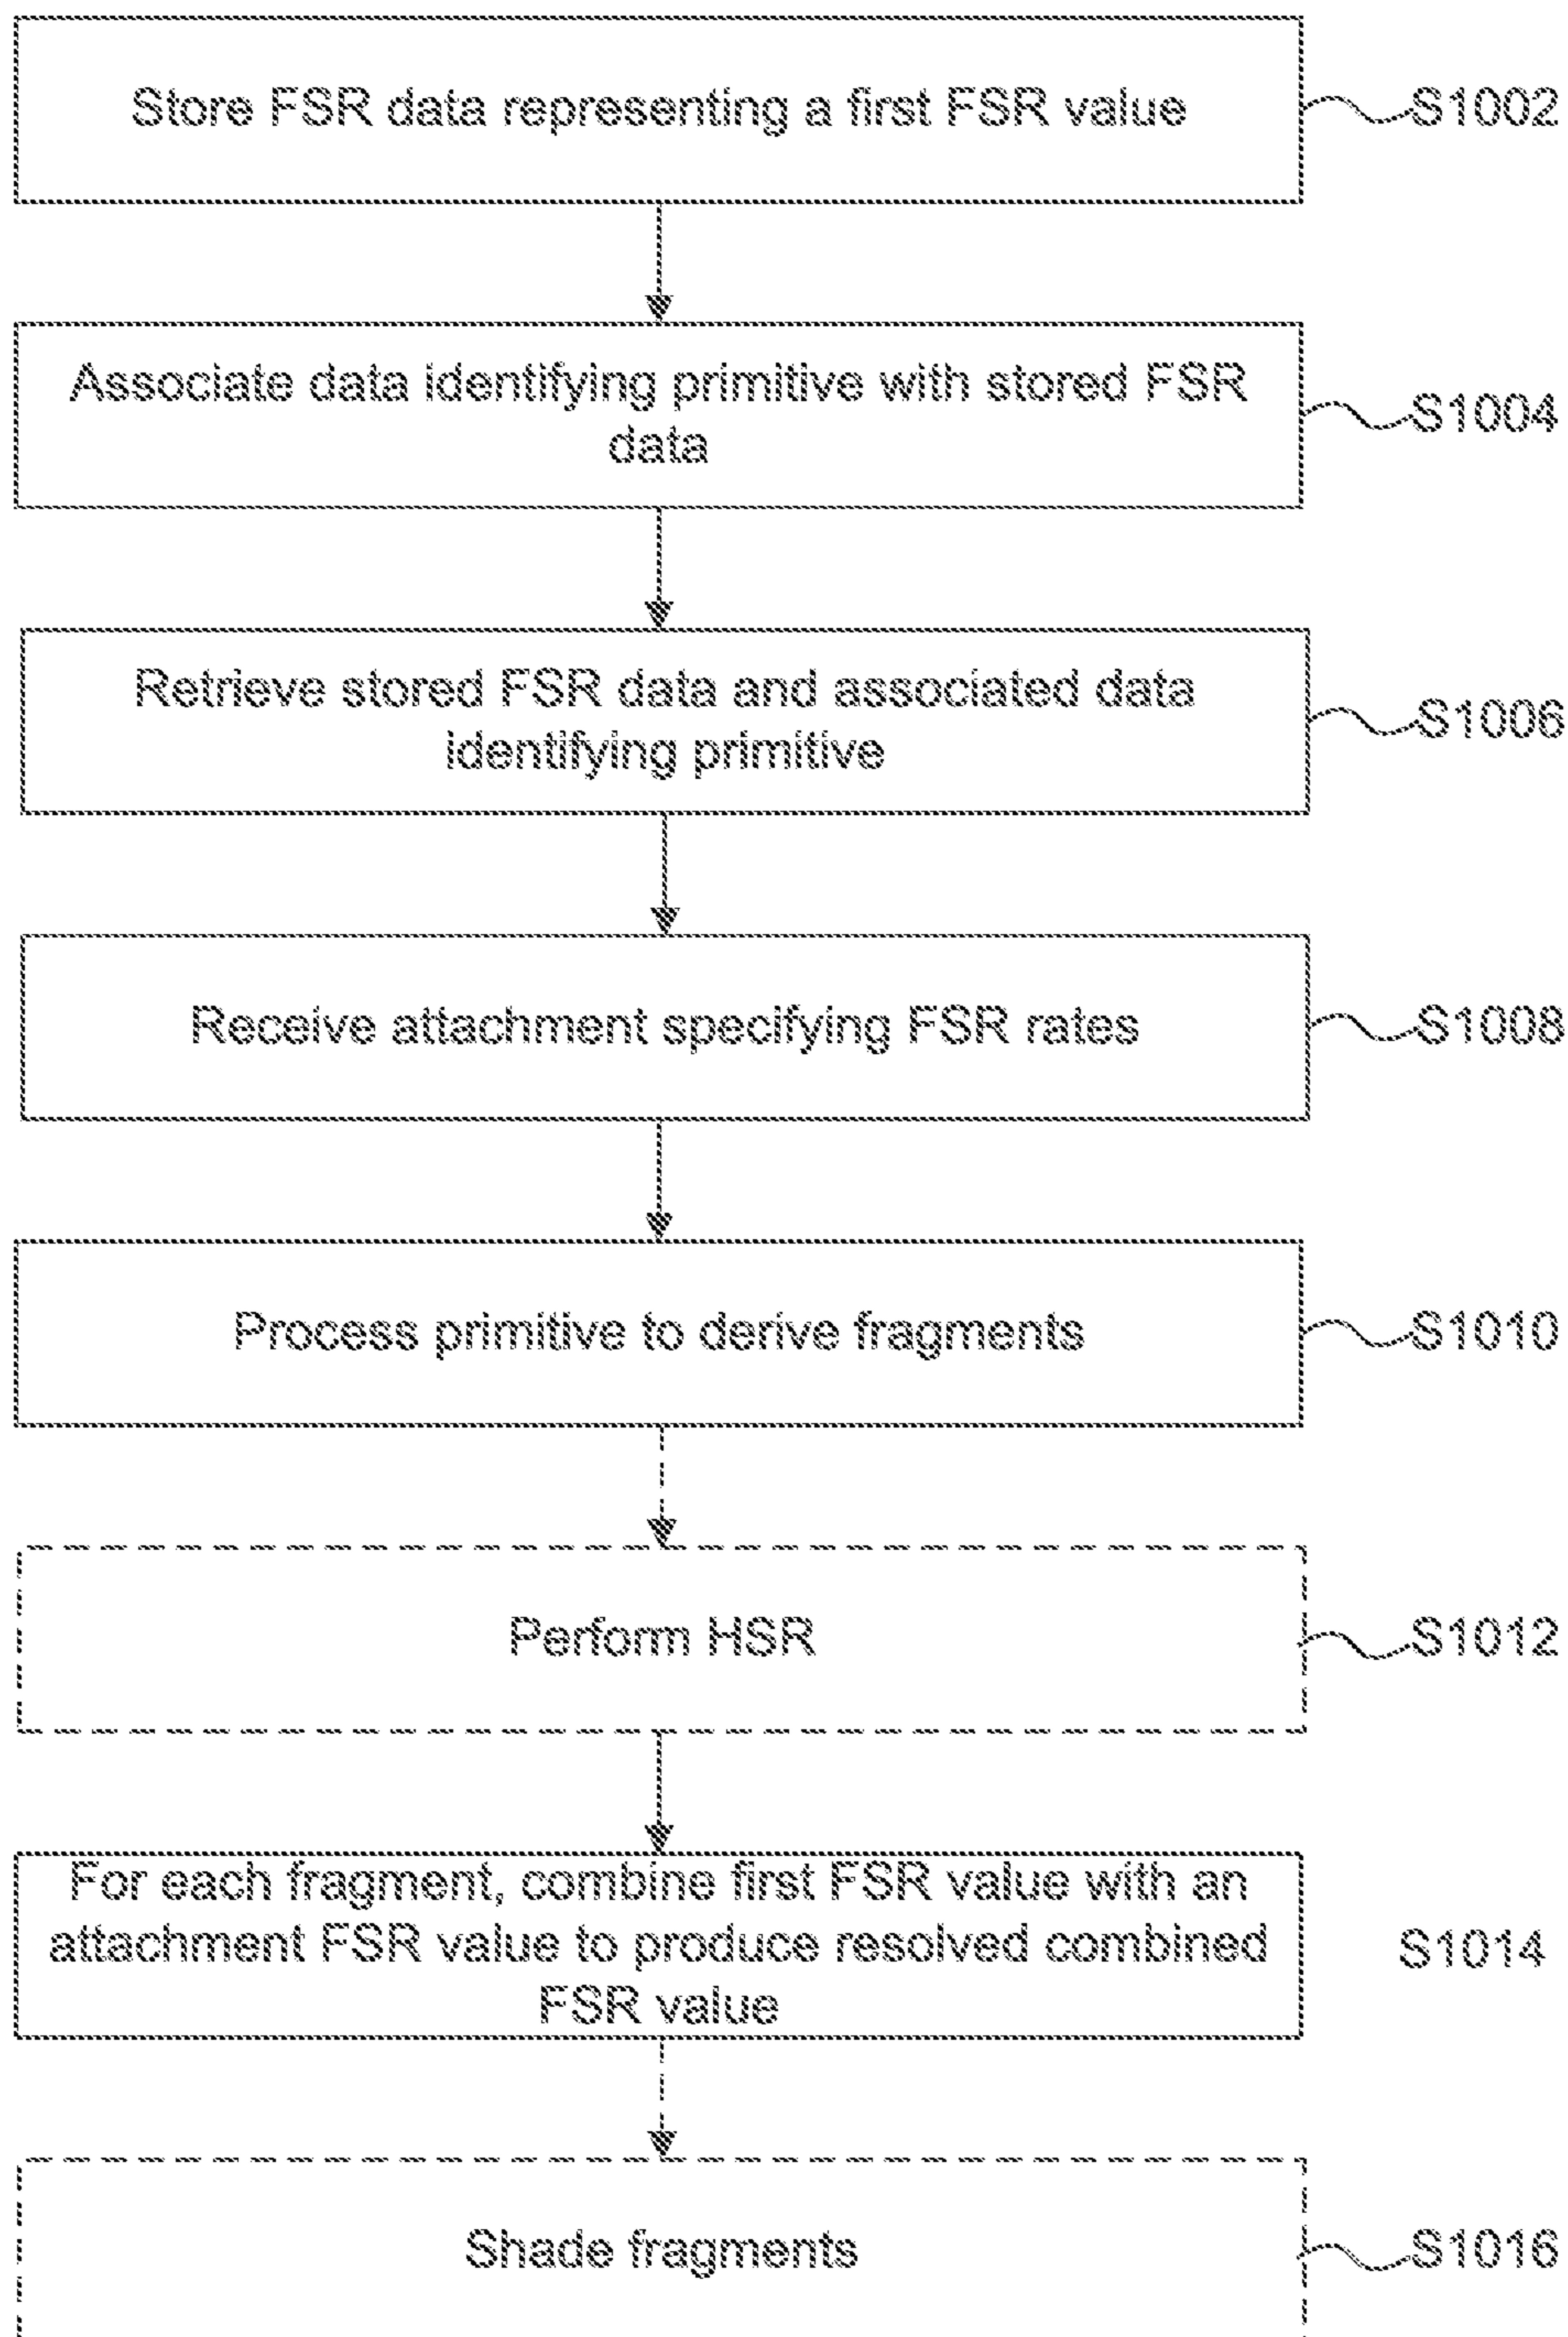 Store FSR data representing a first FSR value
S1002
Associate data identifying primitive with stored FSR
data
S1004
Retrieve stored FSR data and associated data
identifying primitive
S1006
Receive attachment specifying FSR rates
S1008
Process primitive to derive fragments
S1010
Perform HSR
S1012
For each fragment, combine first FSR value with an
attachment FSR value to produce resolved combined
FSR value
S1014
Shade fragments
S1016